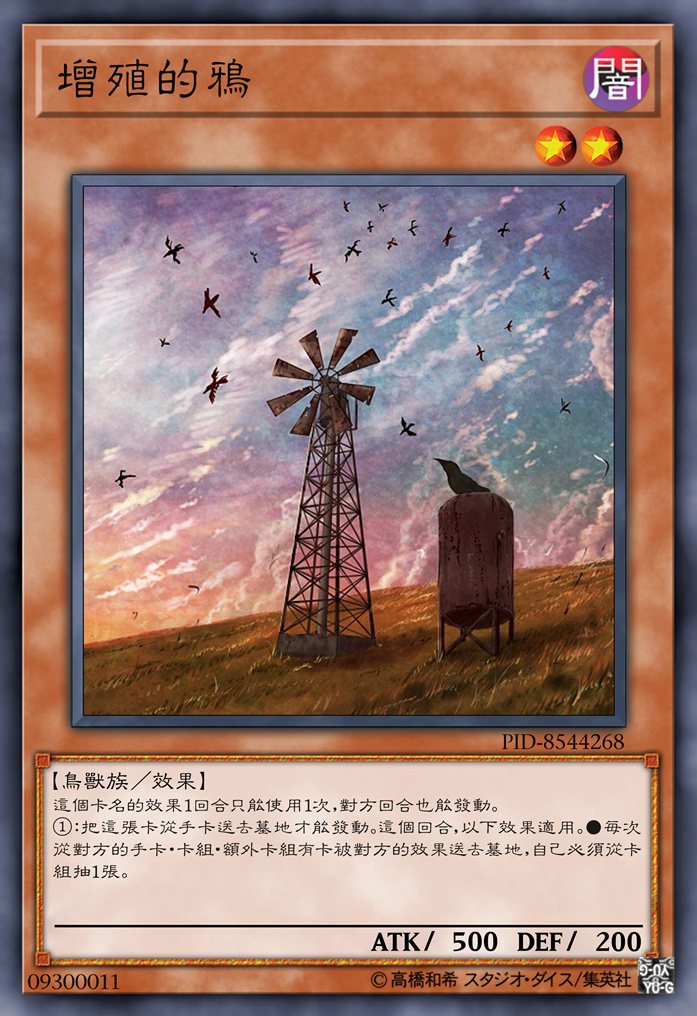 增殖的鴉
闇
PID-8544268
【鳥獸族／效果】
這個卡名的效果1回合只能使用1次,對方回合也能發動。
①:把這張卡從手卡送去墓地才能發動。這個回合,以下效果適用。●每次
從對方的手卡・卡組・額外卡組有卡被對方的效果送去墓地,自己必須從卡
組抽1張。
ATK/ 500 DEF/ 200
09300011
©高橋和希 スタジオ・ダイス/集英社